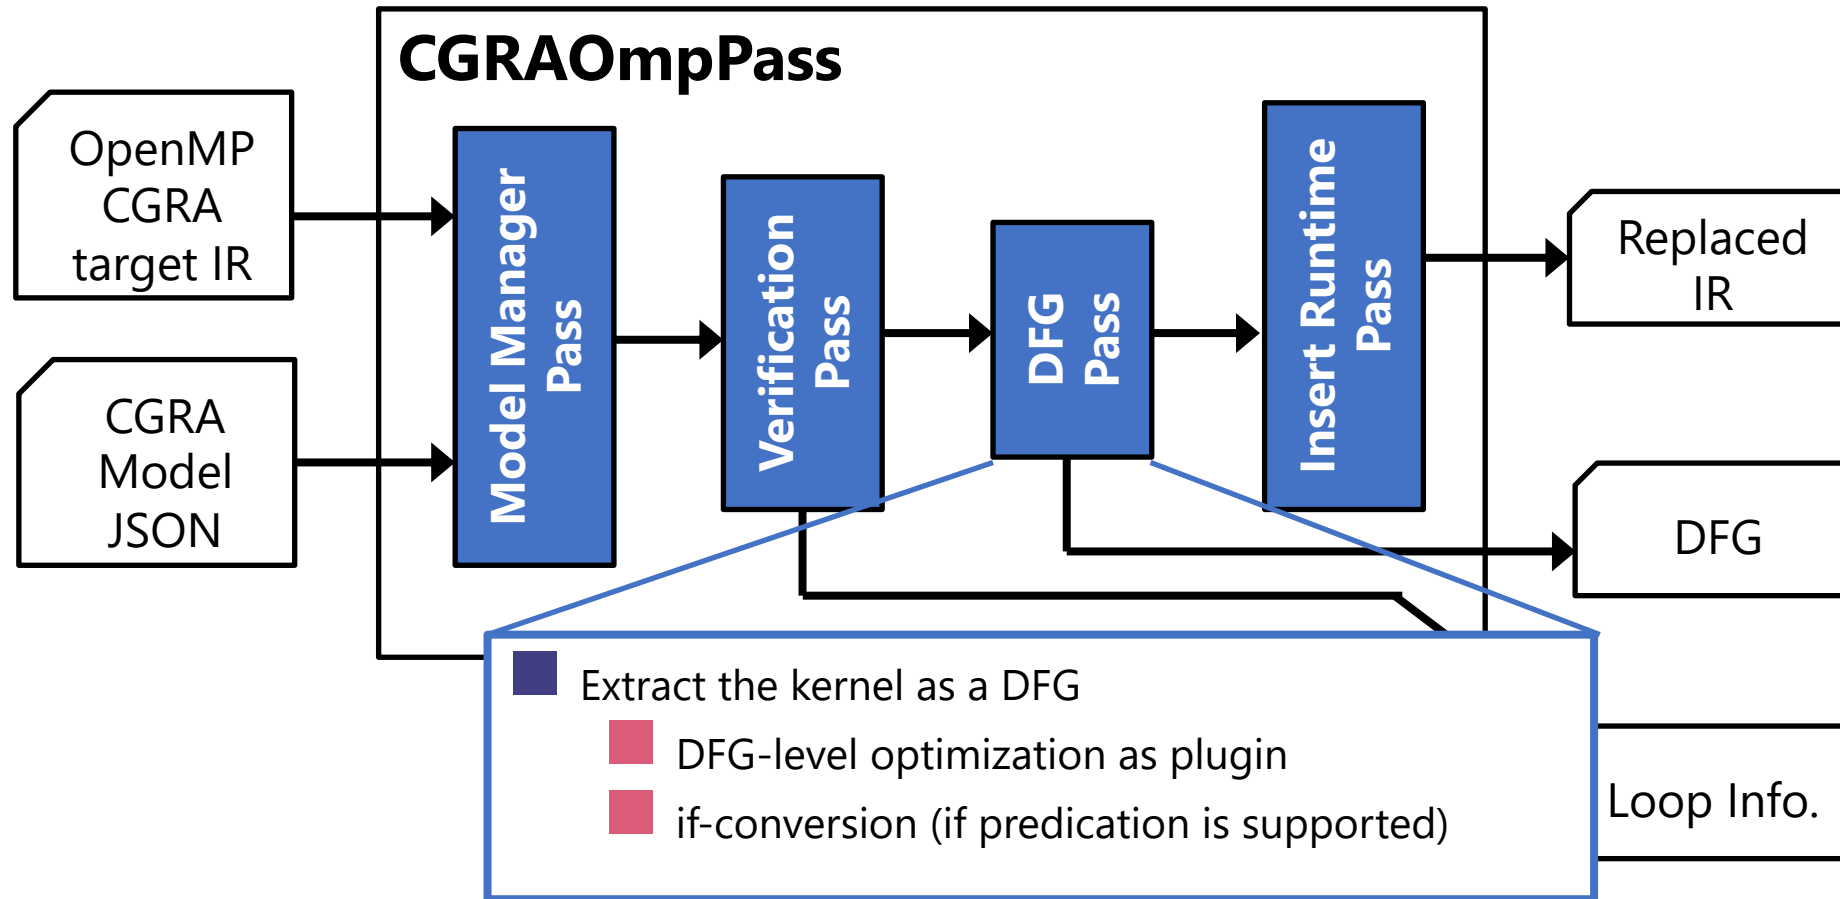 CGRAOmpPass
OpenMP
CGRA
target IR
CGRA
Model
JSON
Model Manager
Pass
Verification
Pass
DFG
Pass
Insert Runtime
Pass
Replaced
IR
DFG
Loop Info.
Extract the kernel as a DFG
DFG-level optimization as plugin
if-conversion (if predication is supported)